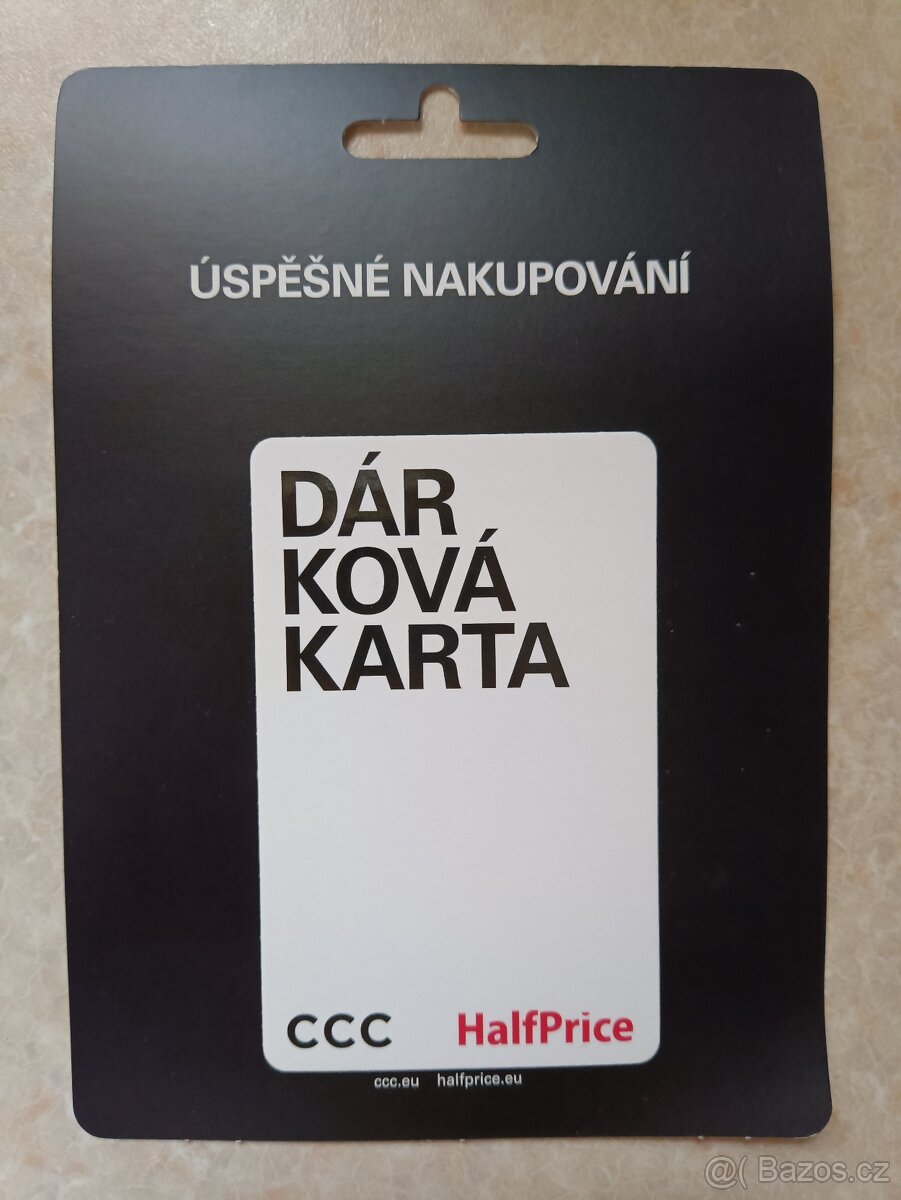 ÚSPĚŠNÉ NAKUPOVÁNÍ
DÁR
KOVÁ
KARTA
CCC HalfPrice
ccc.eu halfprice.eu
@( Bazos.cz